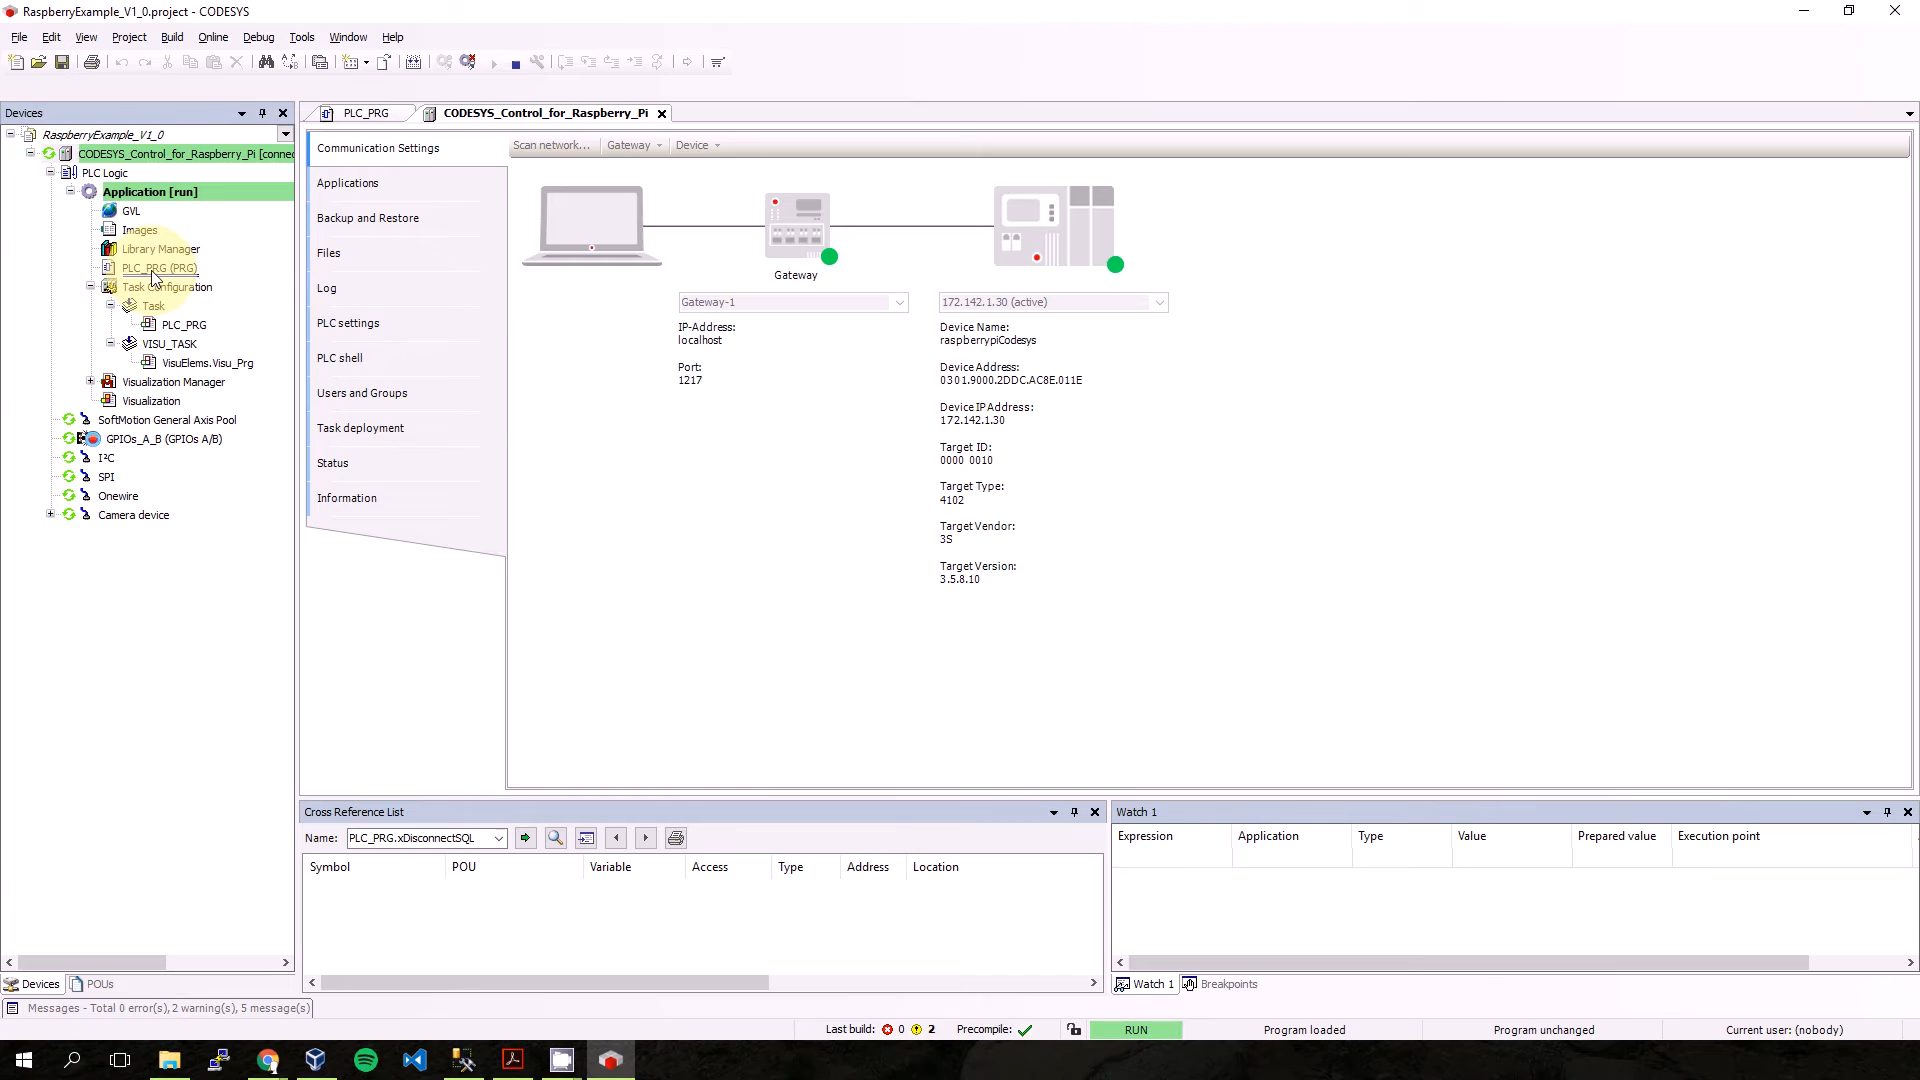 RaspberryExample_V1_0.project - CODESYS
File Edit View Project Build Online Debug Tools Window Help
Devices
RaspberryExample_V1_0
CODESYS_Control_for_Raspberry_Pi [connec
PLC Logic
Application [run]
GVL
Images
Library Manager
PLC_PRG (PRG)
Task Configuration
Task
PLC_PRG
VISU_TASK
VisuElems.Visu_Prg
Visualization Manager
Visualization
SoftMotion General Axis Pool
GPIOs_A_B (GPIOs A/B)
I²C
SPI
Onewire
Camera device
Devices POUs
PLC_PRG CODESYS_Control_for_Raspberry_Pi
Communication Settings
Applications
Backup and Restore
Files
Log
PLC settings
PLC shell
Users and Groups
Task deployment
Status
Information
Scan network... Gateway Device
Gateway
Gateway-1
IP-Address:
localhost
Port:
1217
172.142.1.30 (active)
Device Name:
raspberrypiCodesys
Device Address:
0301.9000.2DDC.AC8E.011E
Device IP Address:
172.142.1.30
Target ID:
0000 0010
Target Type:
4102
Target Vendor:
3S
Target Version:
3.5.8.10
Cross Reference List
Name: PLC_PRG.xDisconnectSQL
Symbol POU Variable Access Type Address Location
Watch 1
Expression Application Type Value Prepared value Execution point
Watch 1 Breakpoints
Messages - Total 0 error(s), 2 warning(s), 5 message(s)
Last build: 0 2 Precompile: RUN Program loaded Program unchanged Current user: (nobody)